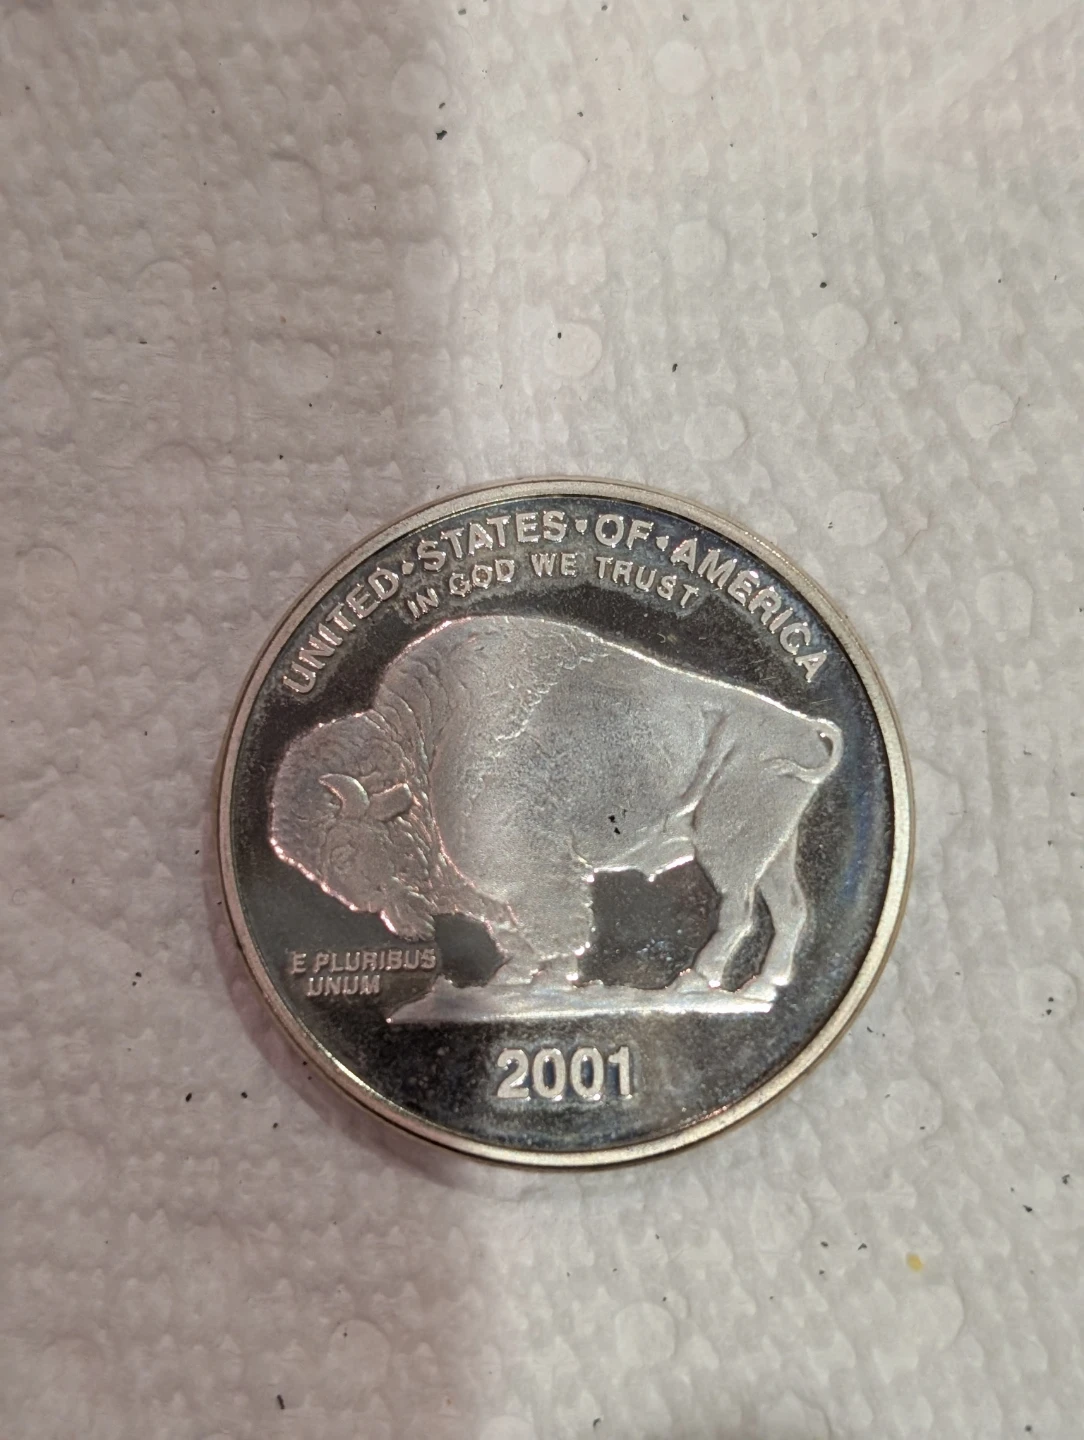 UNITED·STATES·OF·AMERICA
IN GOD WE TRUST
E PLURIBUS
UNUM
2001